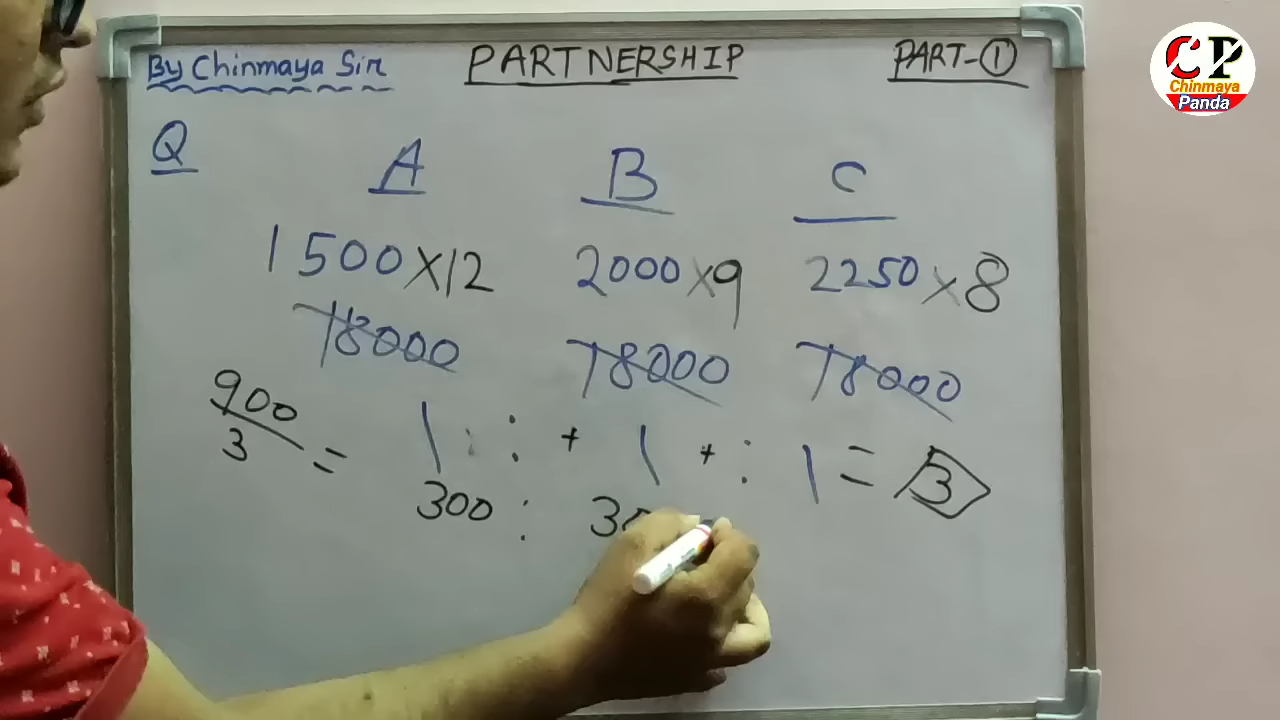 By Chinmaya Sir PARTNERSHIP PART-①
CP
Chinmaya
Panda
Q
A B C
1500×12 2000×9 2250×8
18000 18000 18000
900/3 = 1 : + 1 + : 1 = 3
300 :